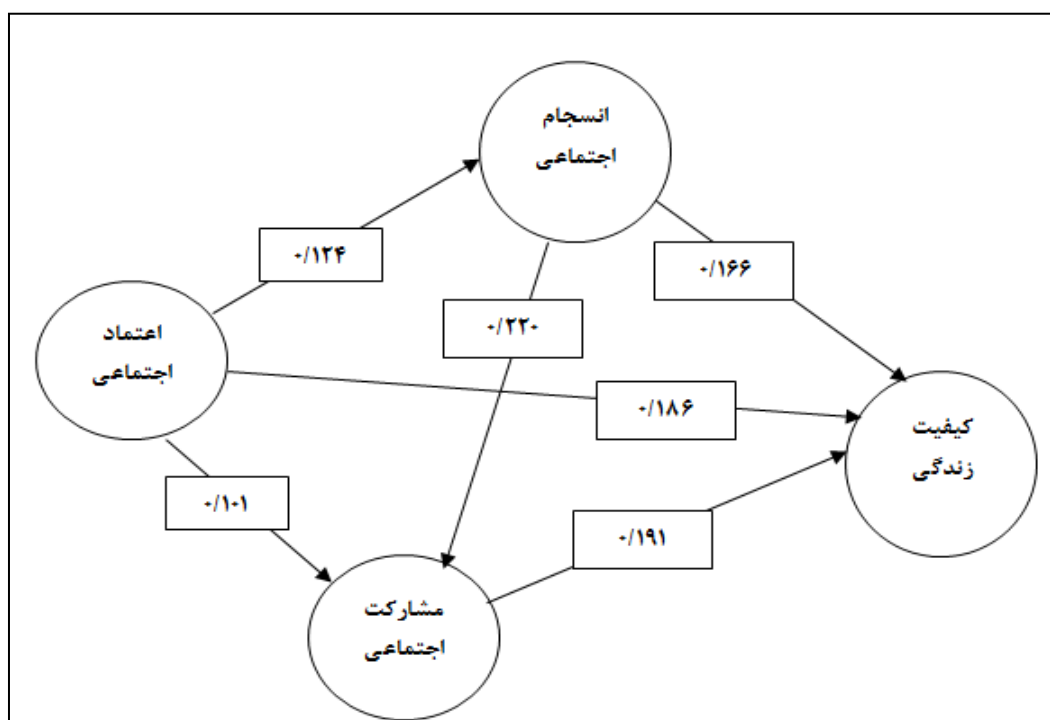 انسجام
اجتماعی
۰/۱۲۴
۰/۱۶۶
۰/۲۲۰
اعتماد
اجتماعی
۰/۱۸۶
کیفیت
زندگی
۰/۱۰۱
۰/۱۹۱
مشارکت
اجتماعی